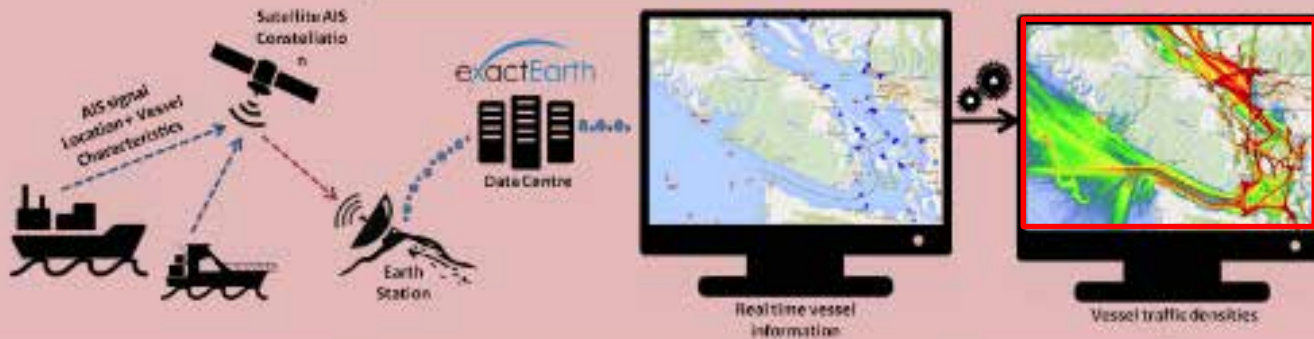 Satellite AIS
Constellatio
n
AIS signal
Location+ Vessel
Characteristics
exactEarth
Data Centre
Earth
Station
Real time vessel
information
Vessel traffic densities